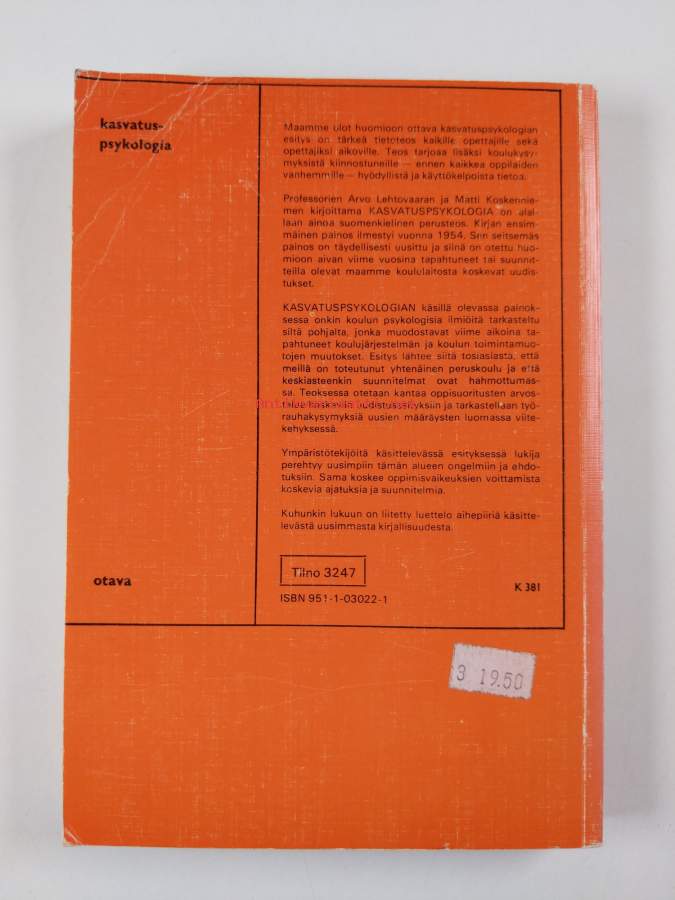 kasvatus-
psykologia
Maamme ulot huomioon ottava kasvatuspsykologian
esitys on tärkeä tietoteos kaikille opettajille sekä
opettajiksi aikoville. Teos tarjoaa lisäksi koulukysy-
myksistä kiinnostuneille — ennen kaikkea oppilaiden
vanhemmille — hyödyllistä ja käyttökelpoista tietoa.
Professorien Arvo Lehtovaaran ja Matti Koskennie-
men kirjoittama KASVATUSPSYKOLOGIA on alal-
laan ainoa suomenkielinen perusteos. Kirjan ensim-
mäinen painos ilmestyi vuonna 1954. Sen seitsemäs
painos on täydellisesti uusittu ja siinä on otettu huo-
mioon aivan viime vuosina tapahtuneet tai suunnit-
teilla olevat maamme koululaitosta koskevat uudis-
tukset.
KASVATUSPSYKOLOGIAN käsillä olevassa painok-
sessa onkin koulun psykologisia ilmiöitä tarkasteltu
siltä pohjalta, jonka muodostavat viime aikoina ta-
pahtuneet koulujärjestelmän ja koulun toimintamuo-
tojen muutokset. Esitys lähtee siitä tosiasiasta, että
meillä on toteutunut yhtenäinen peruskoulu ja että
keskiasteenkin suunnitelmat ovat hahmottumas-
sa. Teoksessa otetaan kantaa oppisuoritusten arvos-
telua koskeviin uudistusesityksiin ja tarkastellaan työ-
rauhakysymyksiä uusien määräysten luomassa viite-
kehyksessä.
Ympäristötekijöitä käsittelevässä esityksessä lukija
perehtyy uusimpiin tämän alueen ongelmiin ja ehdo-
tuksiin. Sama koskee oppimisvaikeuksien voittamista
koskevia ajatuksia ja suunnitelmia.
Kuhunkin lukuun on liitetty luettelo aihepiiriä käsitte-
levästä uusimmasta kirjallisuudesta.
otava
Tilno 3247
K 381
ISBN 951-1-03022-1
3 19.50